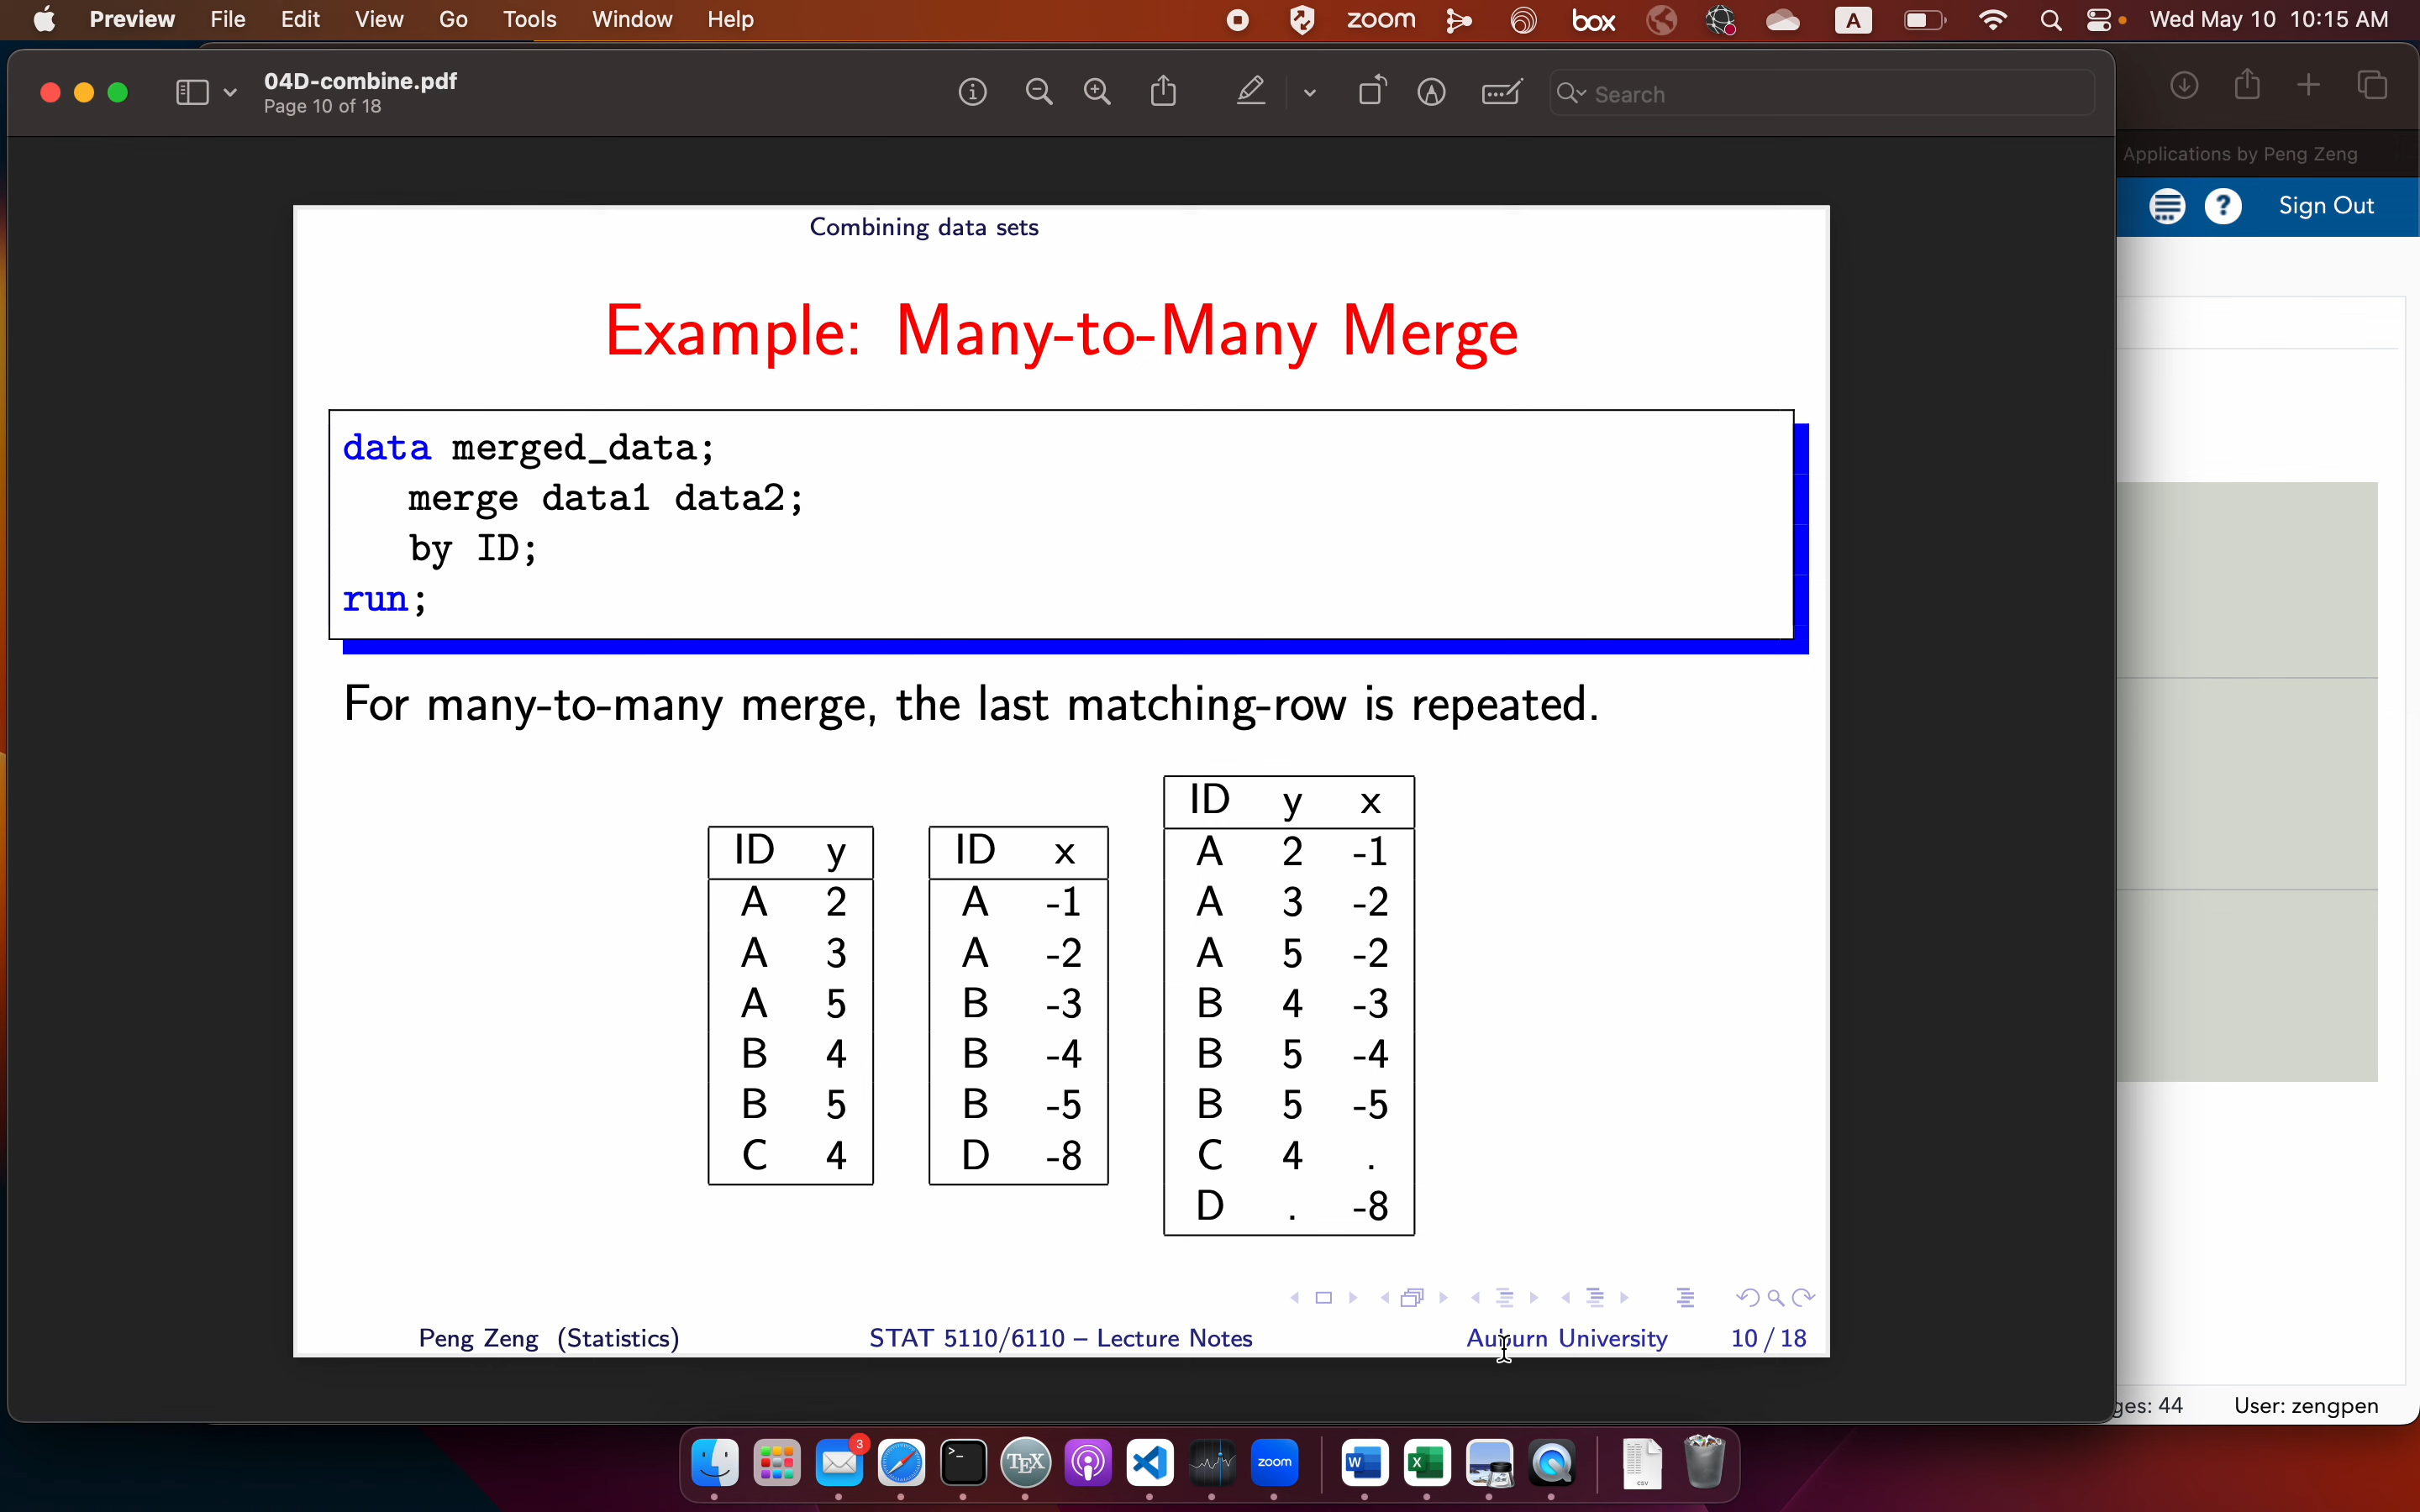 Preview File Edit View Go Tools Window Help zoom box A Wed May 10 10:15 AM
04D-combine.pdf
Page 10 of 18
Search
Applications by Peng Zeng
? Sign Out
Combining data sets
Example: Many-to-Many Merge
data merged_data;
merge data1 data2;
by ID;
run;
For many-to-many merge, the last matching-row is repeated.
ID y
A 2
A 3
A 5
B 4
B 5
C 4
ID x
A -1
A -2
B -3
B -4
B -5
D -8
ID y x
A 2 -1
A 3 -2
A 5 -2
B 4 -3
B 5 -4
B 5 -5
C 4 .
D . -8
Peng Zeng (Statistics) STAT 5110/6110 – Lecture Notes Auburn University 10 / 18
ges: 44 User: zengpen
3 >_ TEX zoom W X CSV